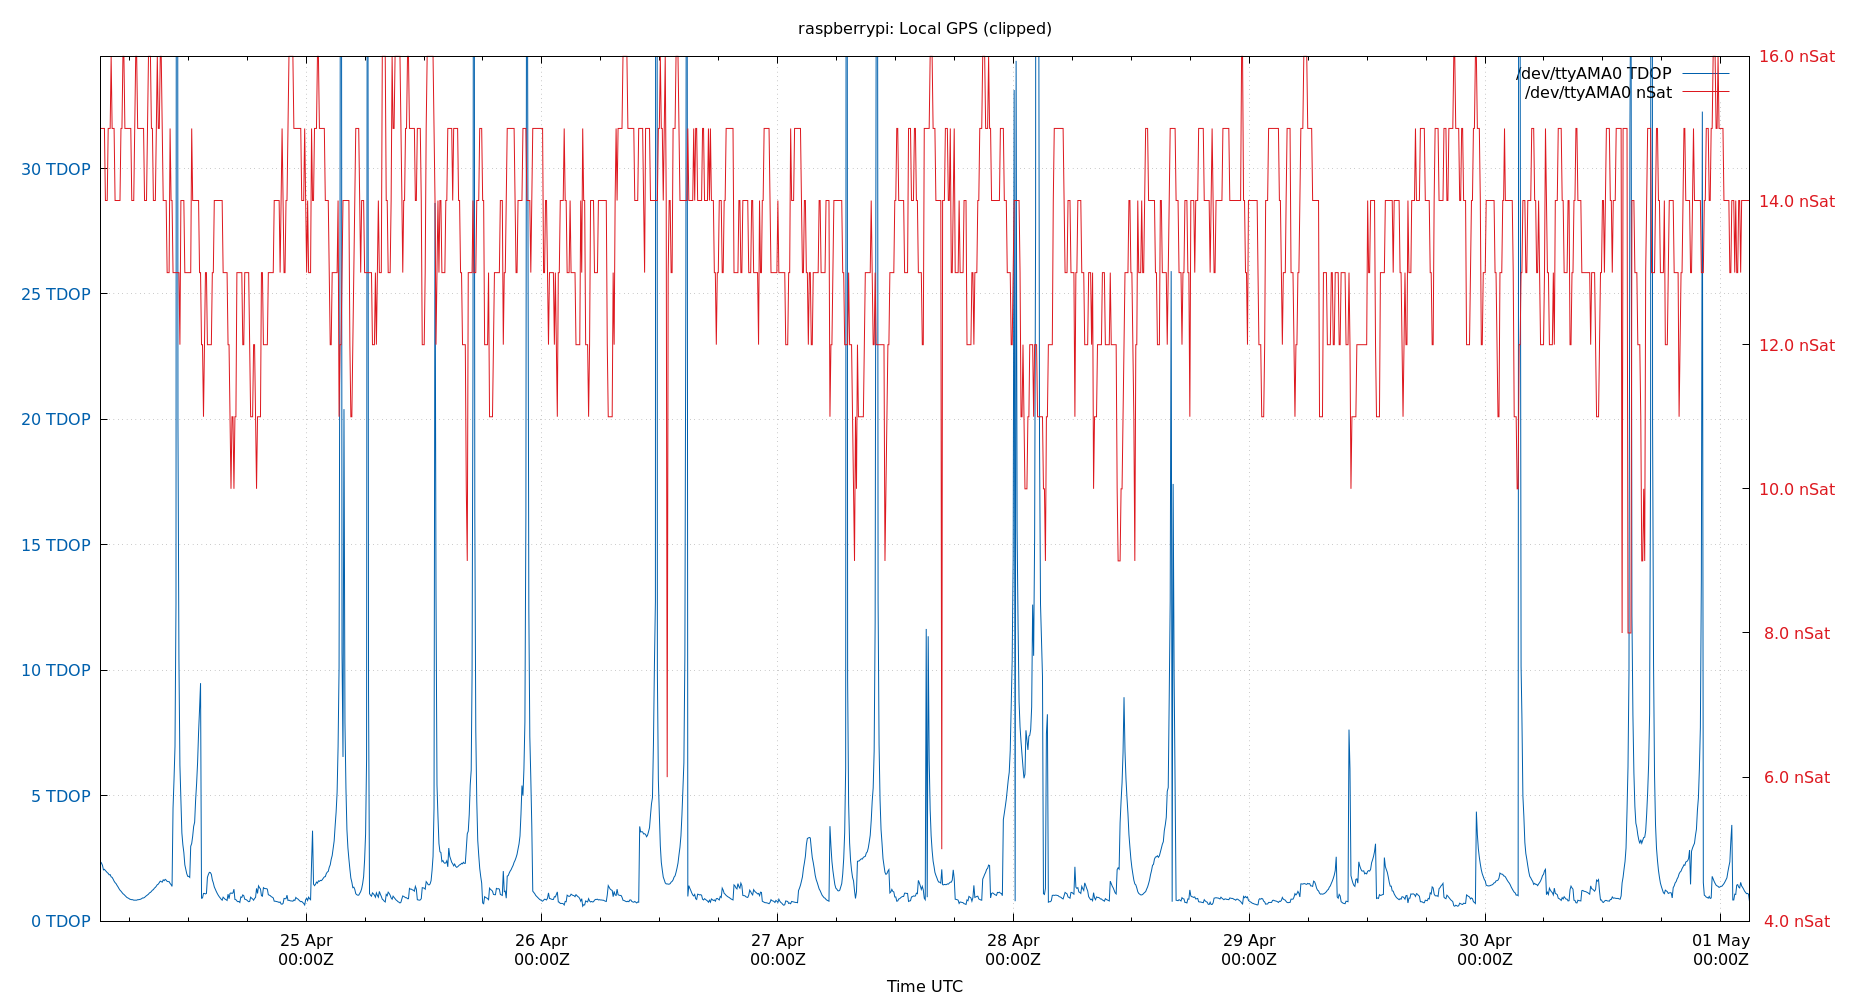 raspberrypi: Local GPS (clipped)
16.0 nSat
/dev/ttyAMA0 TDOP
/dev/ttyAMA0 nSat
30 TDOP
14.0 nSat
25 TDOP
12.0 nSat
20 TDOP
10.0 nSat
15 TDOP
8.0 nSat
10 TDOP
6.0 nSat
5 TDOP
0 TDOP
4.0 nSat
25 Apr 26 Apr 27 Apr 28 Apr 29 Apr 30 Apr 01 May
00:00Z 00:00Z 00:00Z 00:00Z 00:00Z 00:00Z 00:00Z
Time UTC